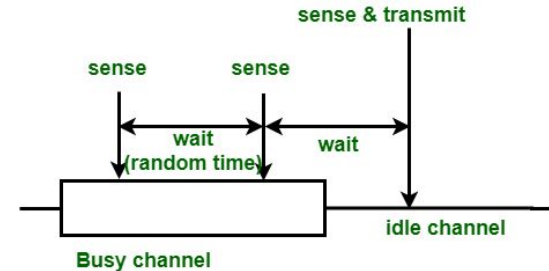 sense & transmit
sense
sense
wait
(random time)
wait
idle channel
Busy channel